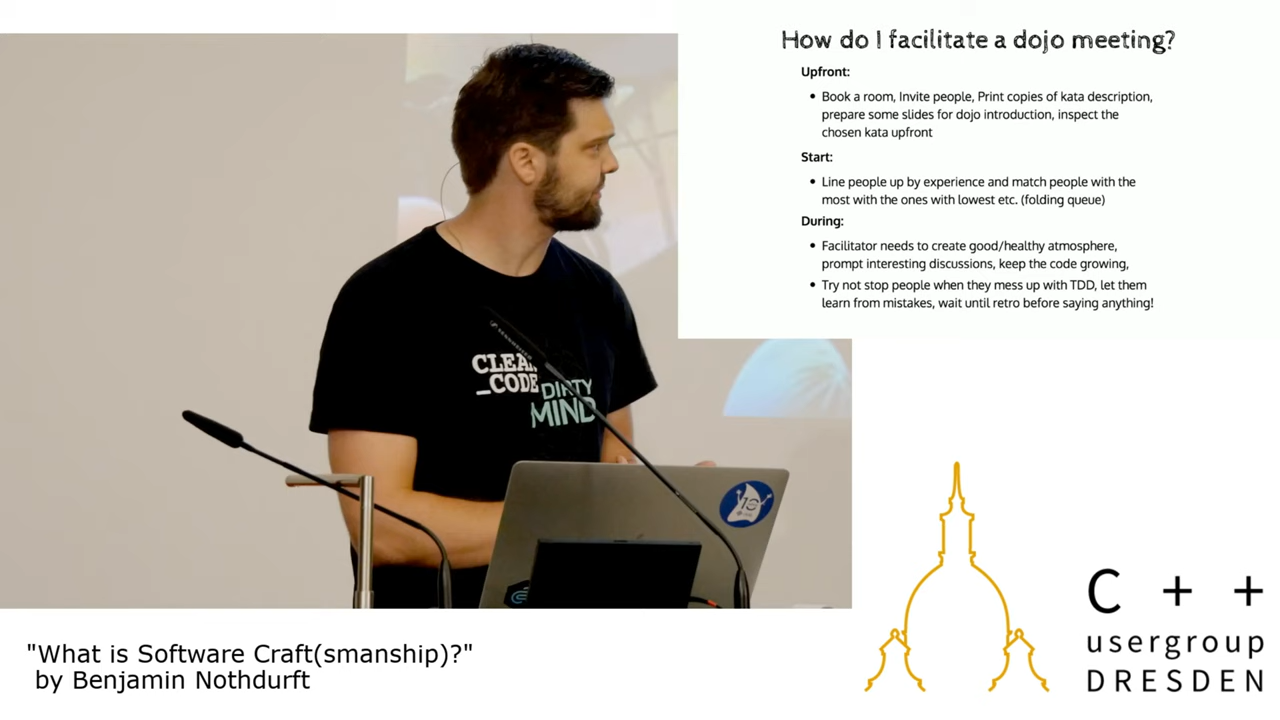 How do I facilitate a dojo meeting?
Upfront:
• Book a room, Invite people, Print copies of kata description,
prepare some slides for dojo introduction, inspect the
chosen kata upfront
Start:
• Line people up by experience and match people with the
most with the ones with lowest etc. (folding queue)
During:
• Facilitator needs to create good/healthy atmosphere,
prompt interesting discussions, keep the code growing,
• Try not stop people when they mess up with TDD, let them
learn from mistakes, wait until retro before saying anything!
CLEAN
_CODE
DIRTY
MIND
10
"What is Software Craft(smanship)?"
by Benjamin Nothdurft
C++
usergroup
DRESDEN